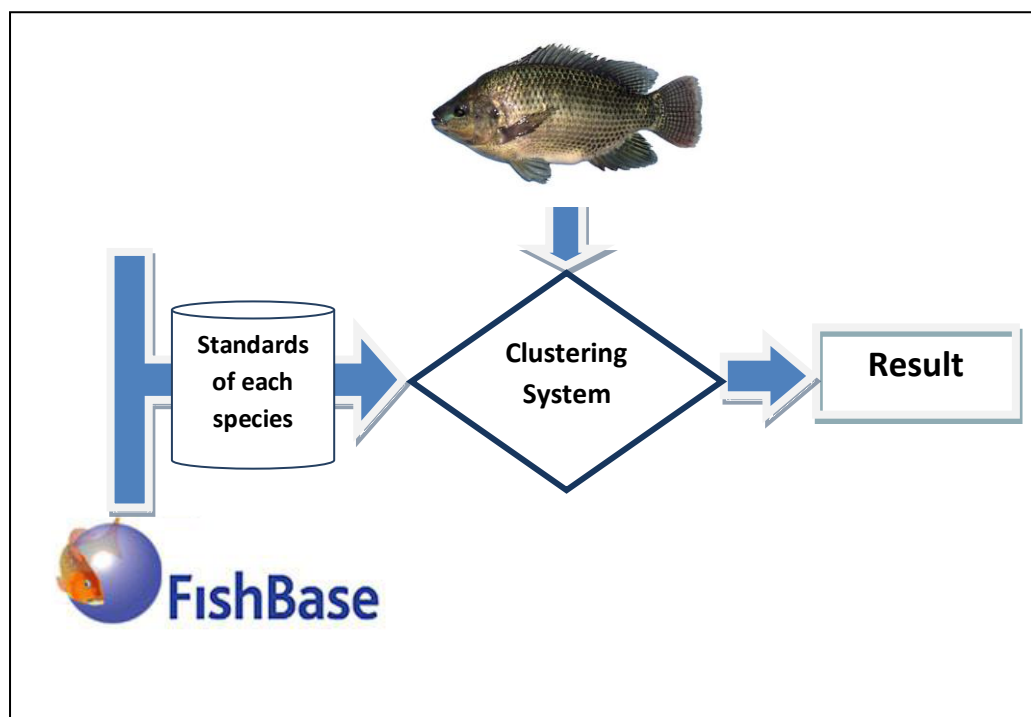 Standards
of each
species
Clustering
System
Result
FishBase